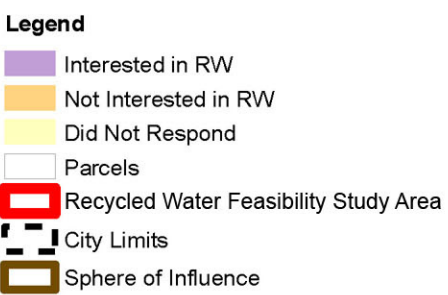 Legend
Interested in RW
Not Interested in RW
Did Not Respond
Parcels
Recycled Water Feasibility Study Area
City Limits
Sphere of Influence